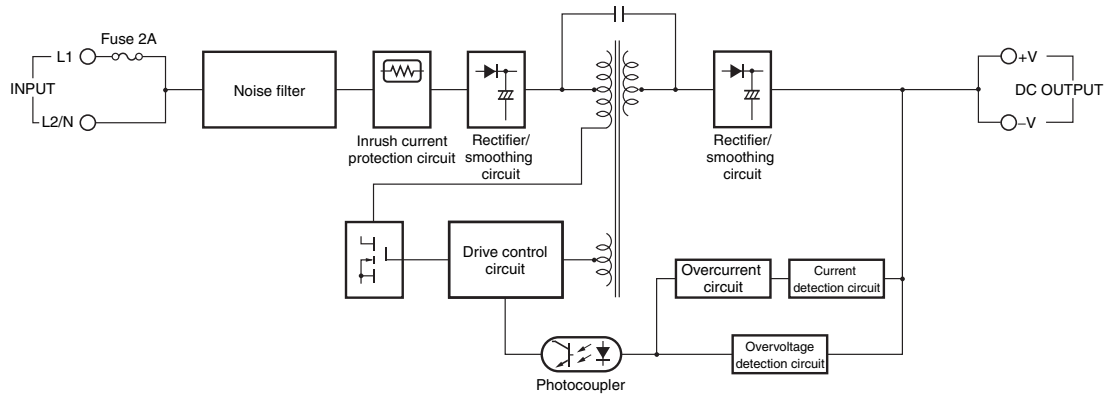 Fuse 2A
L1
INPUT
L2/N
Noise filter
Inrush current
protection circuit
Rectifier/
smoothing
circuit
Rectifier/
smoothing
circuit
+V
DC OUTPUT
–V
Drive control
circuit
Overcurrent
circuit
Current
detection circuit
Overvoltage
detection circuit
Photocoupler